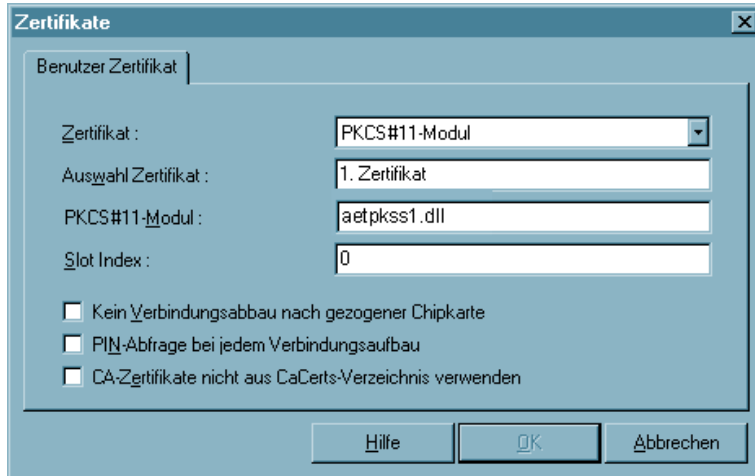 Zertifikate
Benutzer Zertifikat
Zertifikat : PKCS#11-Modul
Auswahl Zertifikat : 1. Zertifikat
PKCS#11-Modul : aetpkss1.dll
Slot Index : 0
Kein Verbindungsabbau nach gezogener Chipkarte
PIN-Abfrage bei jedem Verbindungsaufbau
CA-Zertifikate nicht aus CaCerts-Verzeichnis verwenden
Hilfe OK Abbrechen